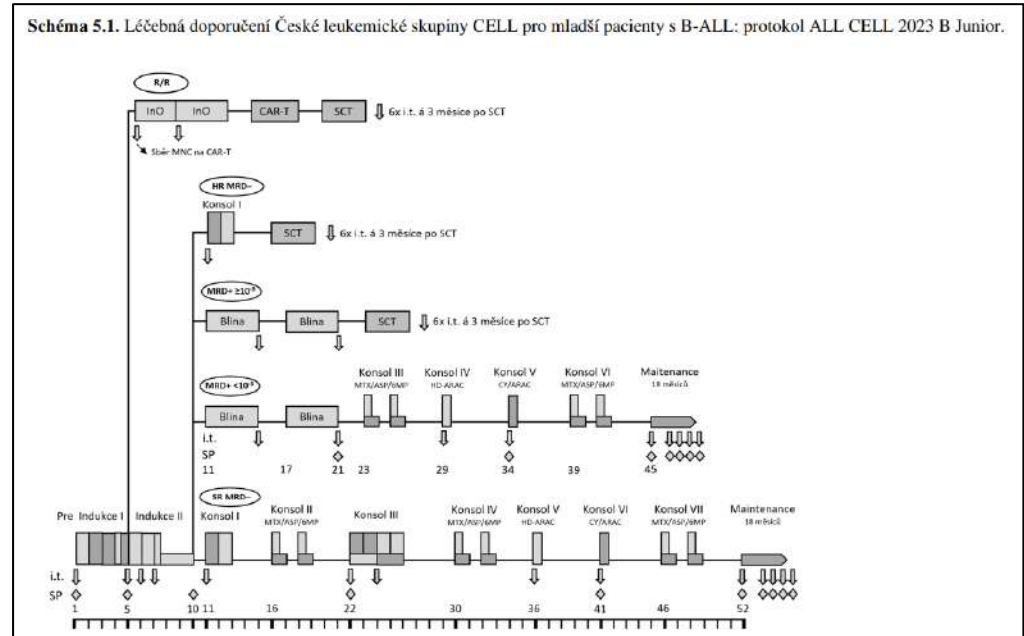 Schéma 5.1. Léčebná doporučení České leukemické skupiny CELL pro mladší pacienty s B-ALL: protokol ALL CELL 2023 B Junior.
R/R
InO InO CAR-T SCT 6x i.t. á 3 měsíce po SCT
Sběr MNC na CAR-T
HR MRD–
Konsol I
SCT 6x i.t. á 3 měsíce po SCT
MRD+ ≥10⁻³
Blina Blina SCT 6x i.t. á 3 měsíce po SCT
Konsol III Konsol IV Konsol V Konsol VI Maitenance
MTX/ASP/6MP HD-ARAC CY/ARAC MTX/ASP/6MP 18 měsíců
MRD+ <10⁻³
Blina Blina
i.t.
SP
11 17 21 23 29 34 39 45
SR MRD–
Pre Indukce I Indukce II Konsol I Konsol II Konsol III Konsol IV Konsol V Konsol VI Konsol VII Maintenance
MTX/ASP/6MP MTX/ASP/6MP HD-ARAC CY/ARAC MTX/ASP/6MP 18 měsíců
i.t.
SP
1 5 10 11 16 22 30 36 41 46 52